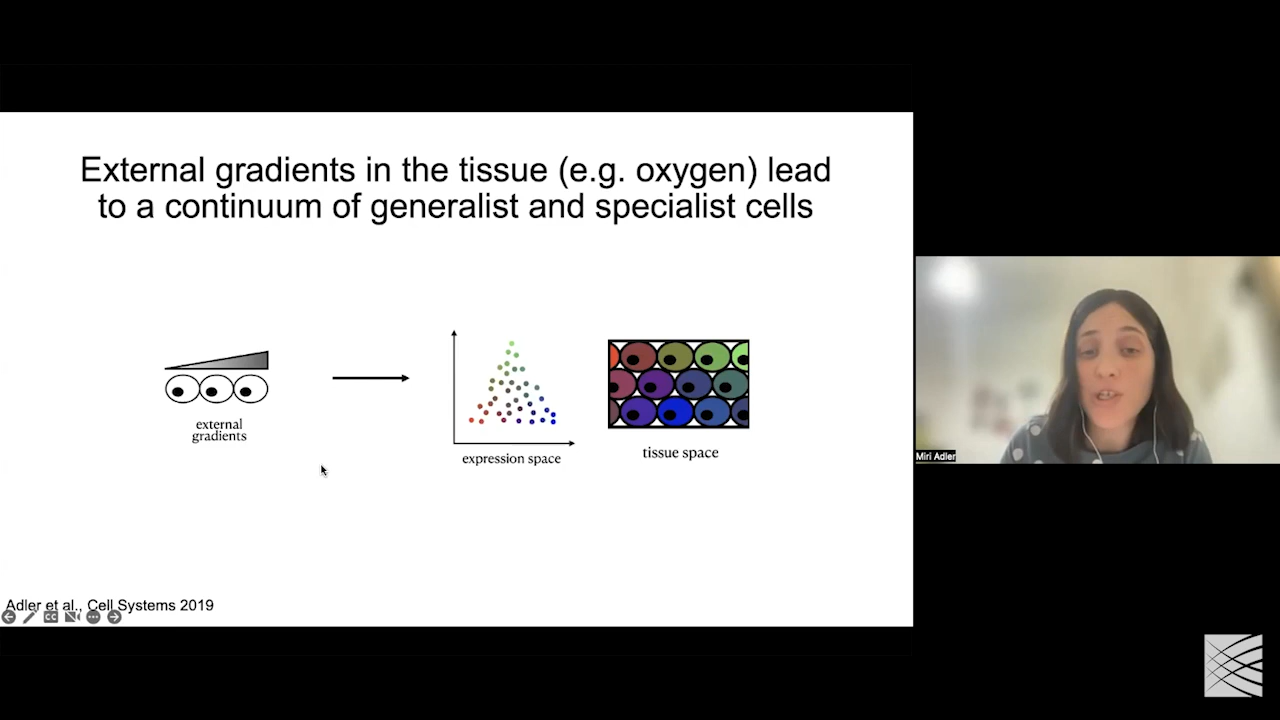 External gradients in the tissue (e.g. oxygen) lead
to a continuum of generalist and specialist cells
external
gradients
expression space
tissue space
Adler et al., Cell Systems 2019
CC
Miri Adler